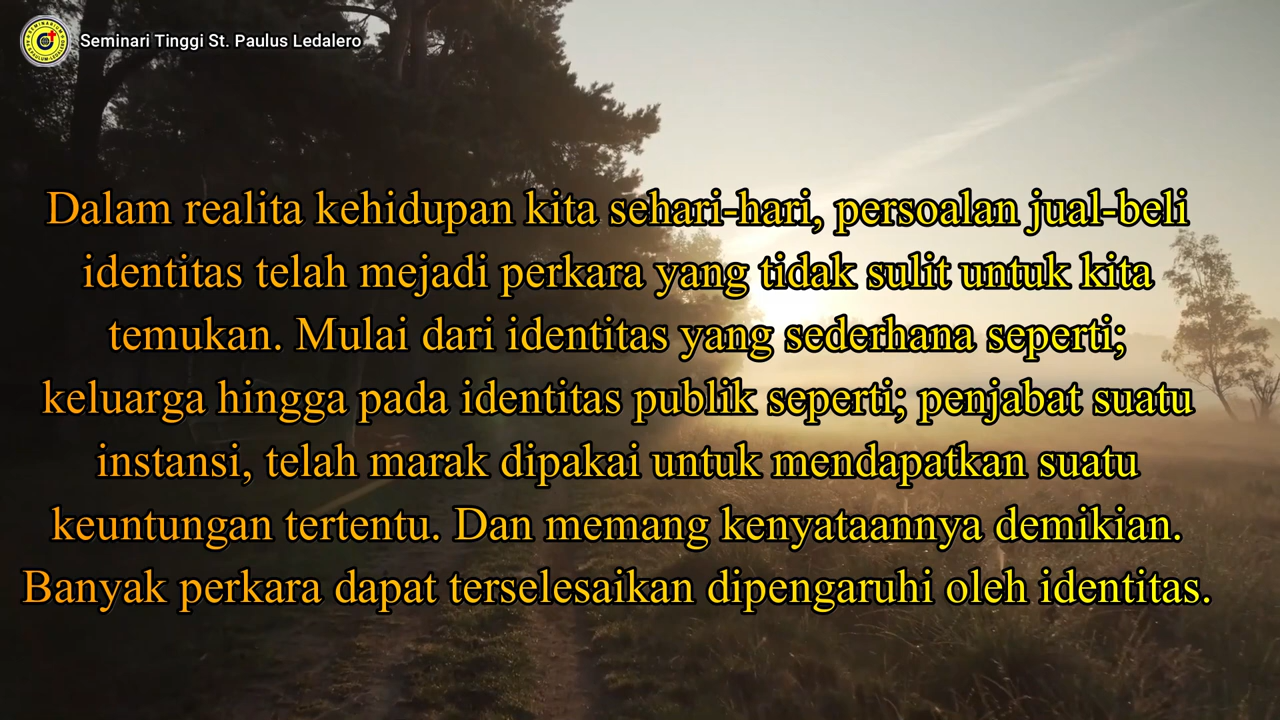 Seminari Tinggi St. Paulus Ledalero
Dalam realita kehidupan kita sehari-hari, persoalan jual-beli
identitas telah mejadi perkara yang tidak sulit untuk kita
temukan. Mulai dari identitas yang sederhana seperti;
keluarga hingga pada identitas publik seperti; penjabat suatu
instansi, telah marak dipakai untuk mendapatkan suatu
keuntungan tertentu. Dan memang kenyataannya demikian.
Banyak perkara dapat terselesaikan dipengaruhi oleh identitas.